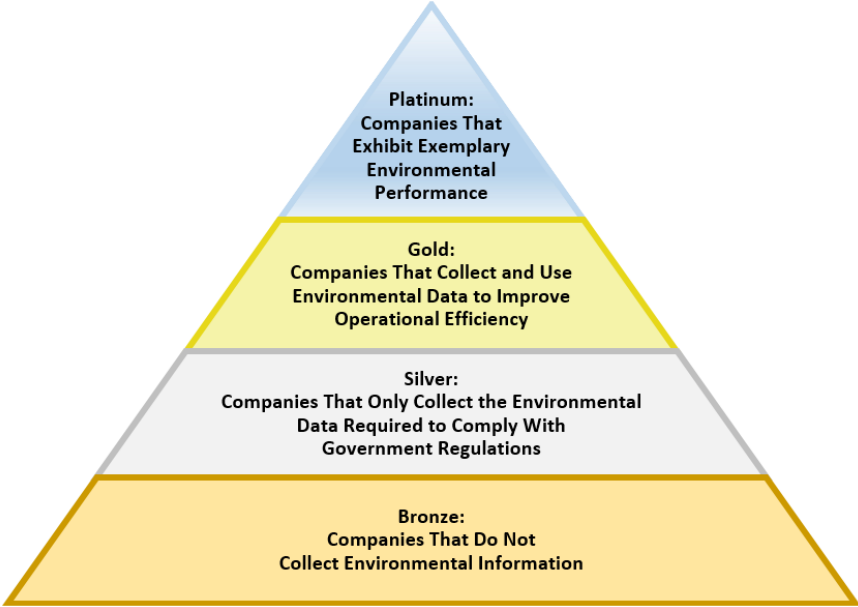 Platinum:
Companies That
Exhibit Exemplary
Environmental
Performance
Gold:
Companies That Collect and Use
Environmental Data to Improve
Operational Efficiency
Silver:
Companies That Only Collect the Environmental
Data Required to Comply With
Government Regulations
Bronze:
Companies That Do Not
Collect Environmental Information